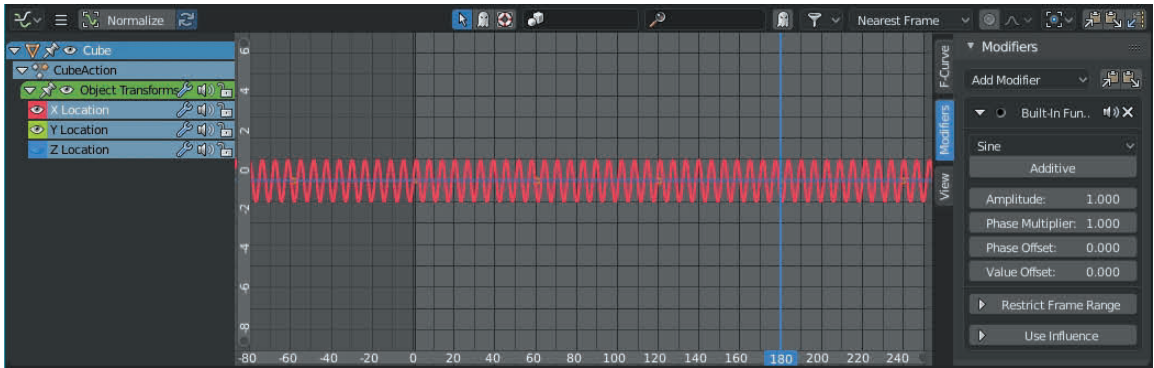 Normalize
Nearest Frame
Cube
CubeAction
Object Transforms
X Location
Y Location
Z Location
6
4
2
0
-2
-4
-6
-8
-80 -60 -40 -20 0 20 40 60 80 100 120 140 160 180 200 220 240
F-Curve
Modifiers
View
Modifiers
Add Modifier
Built-In Fun..
Sine
Additive
Amplitude: 1.000
Phase Multiplier: 1.000
Phase Offset: 0.000
Value Offset: 0.000
Restrict Frame Range
Use Influence